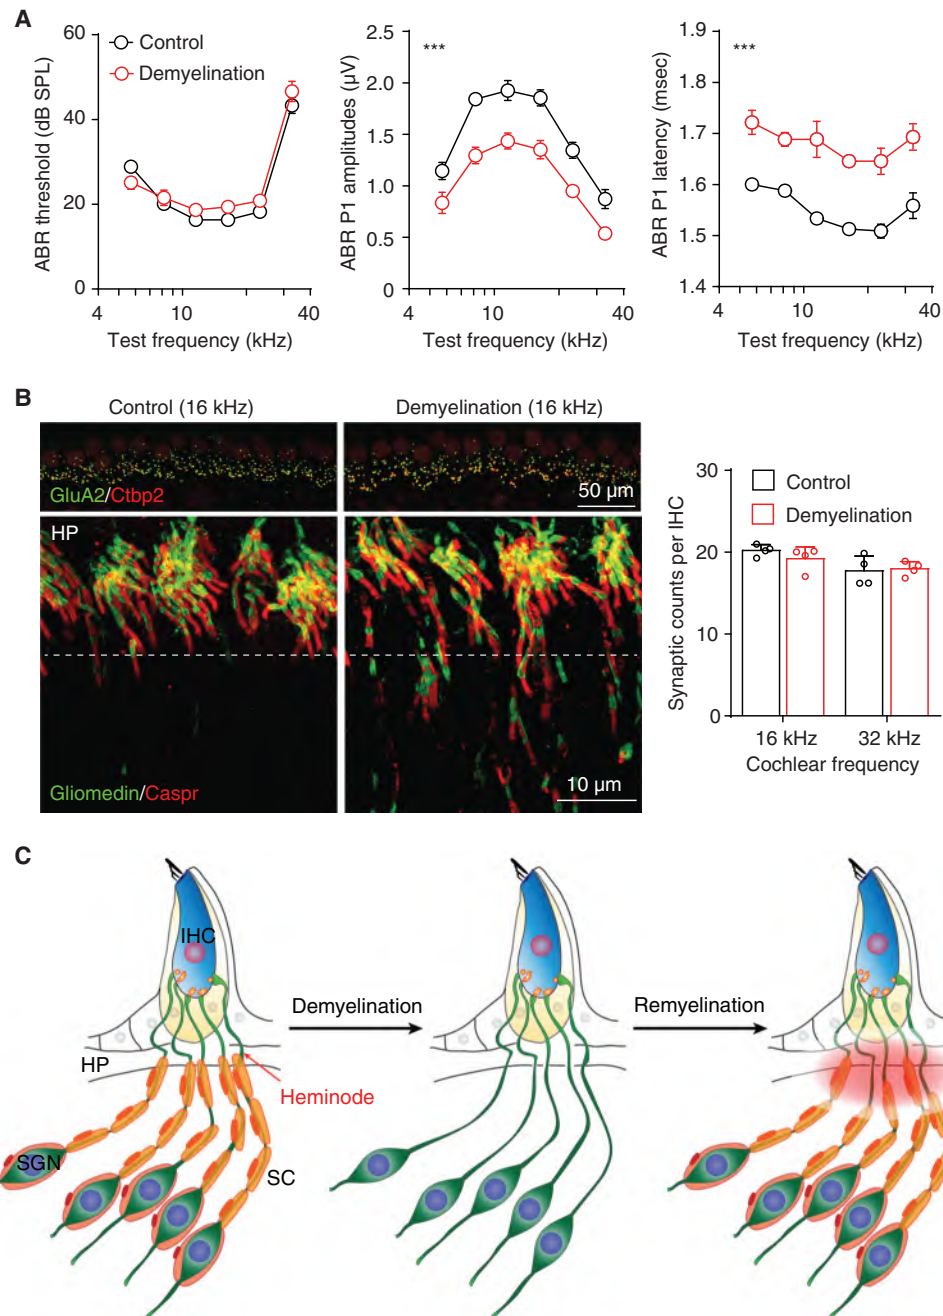 A
60
40
20
0
ABR threshold (dB SPL)
Control
Demyelination
4
10
40
Test frequency (kHz)
2.5
2.0
1.5
1.0
0.5
0
ABR P1 amplitudes (μV)
***
4
10
40
Test frequency (kHz)
1.9
1.8
1.7
1.6
1.5
1.4
ABR P1 latency (msec)
***
4
10
40
Test frequency (kHz)
B
Control (16 kHz)
Demyelination (16 kHz)
GluA2/Ctbp2
50 μm
HP
Gliomedin/Caspr
10 μm
30
20
10
0
Synaptic counts per IHC
Control
Demyelination
16 kHz
32 kHz
Cochlear frequency
C
IHC
Demyelination
Remyelination
HP
Heminode
SGN
SC